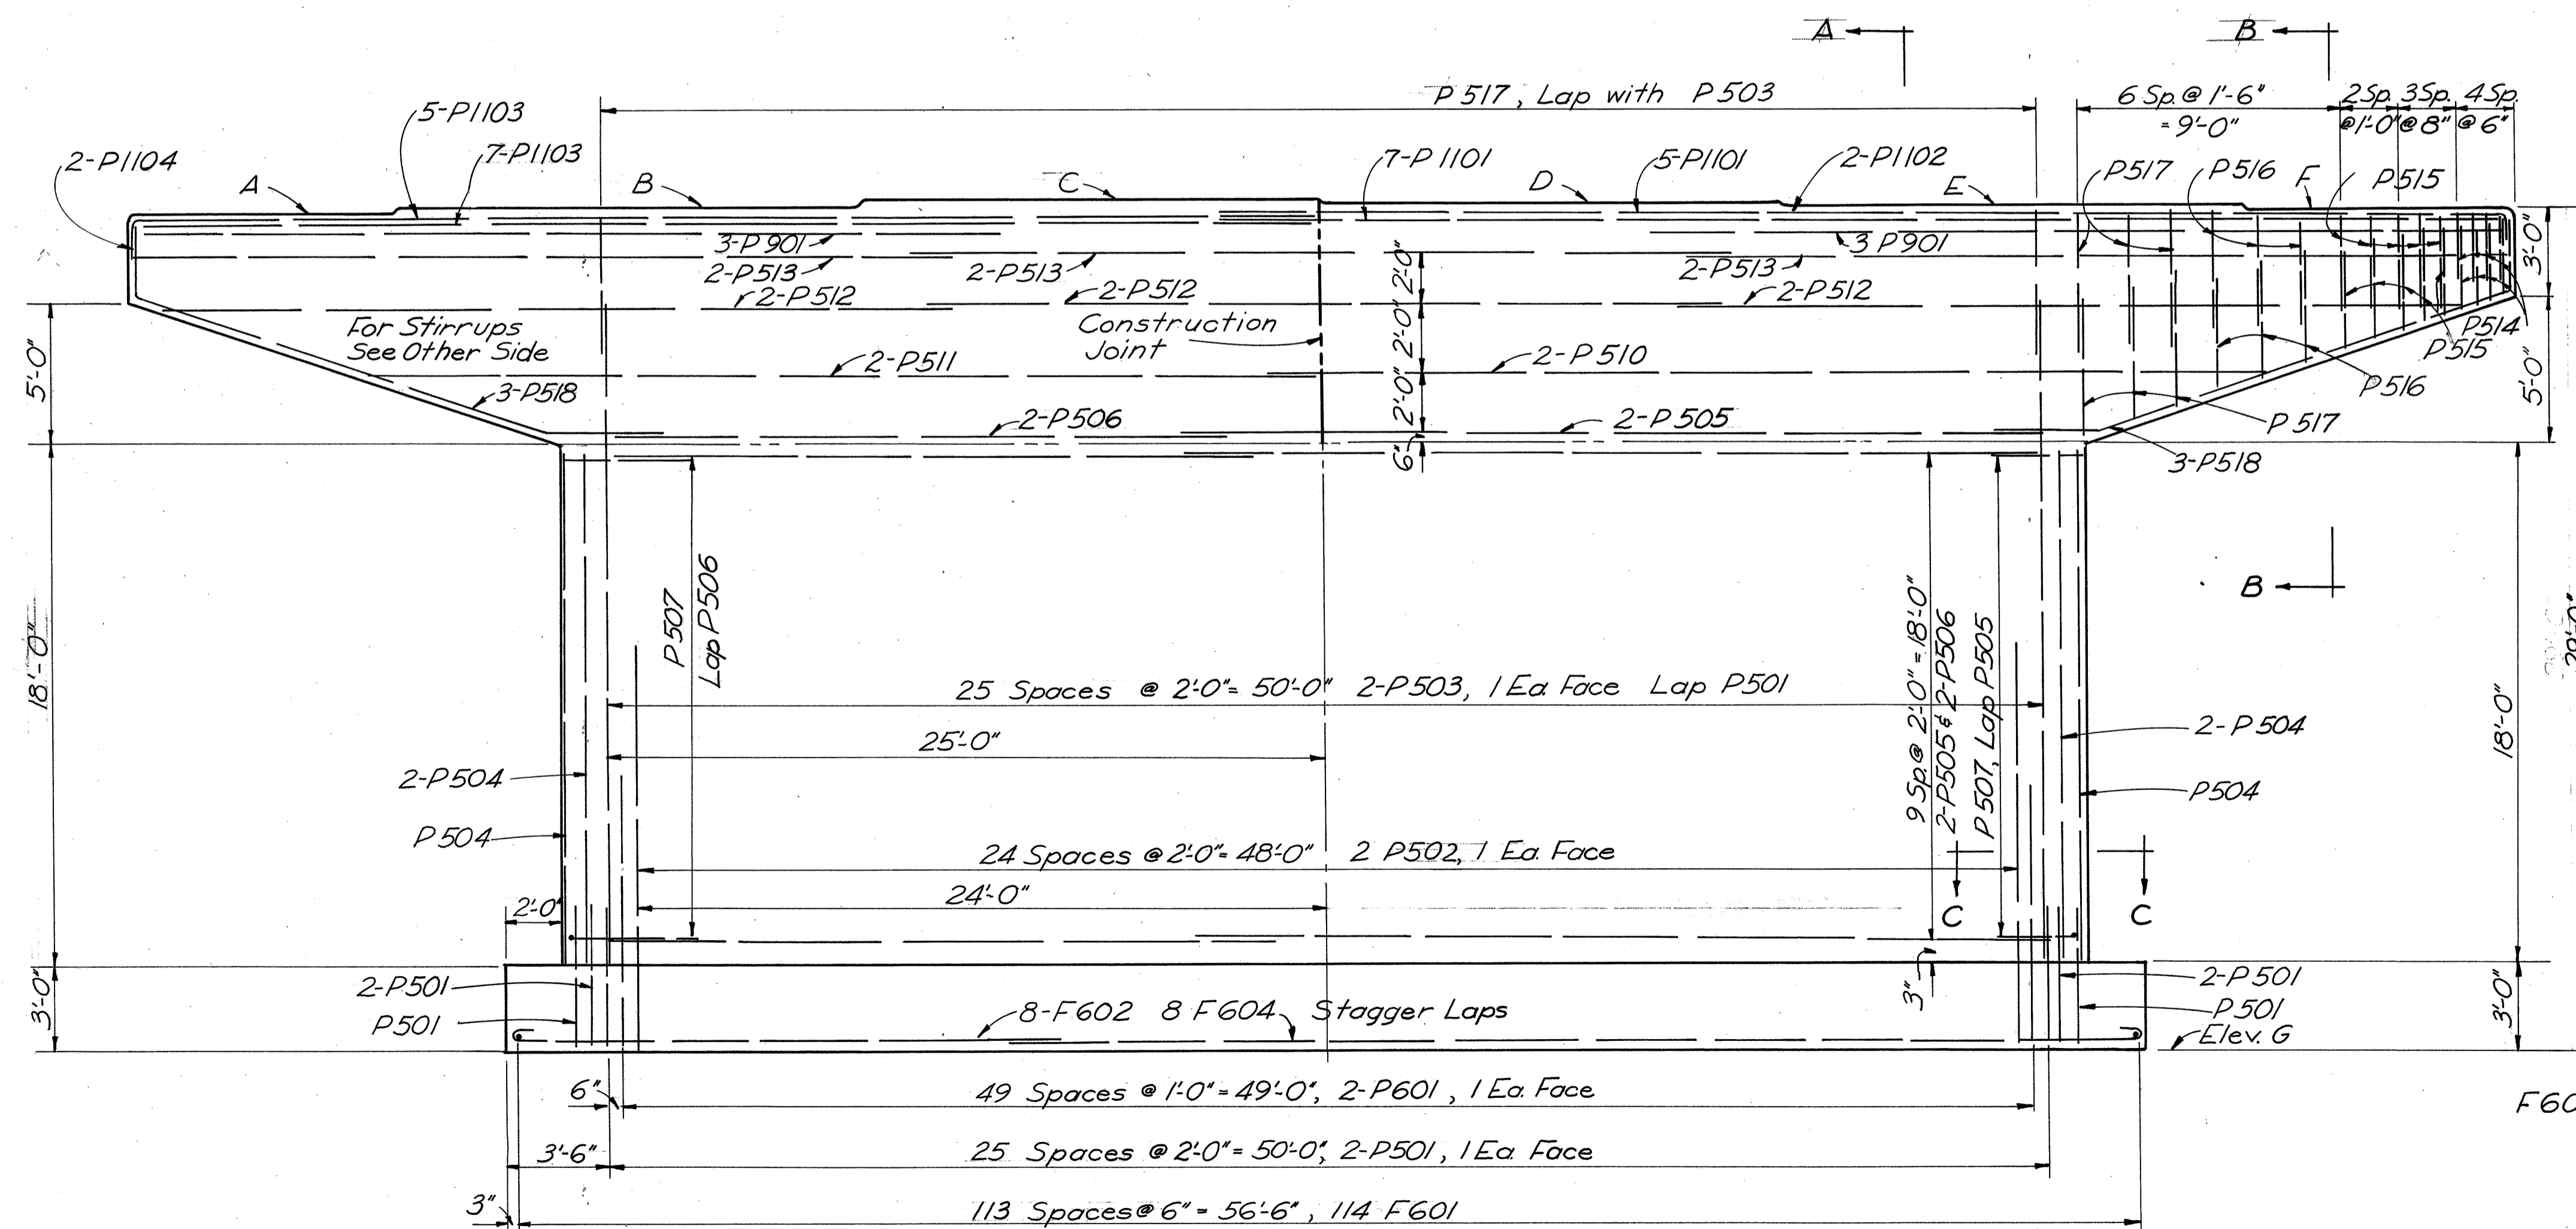 A
B
P517, Lap with P503
6 Sp. @ 1'-6"
= 9'-0"
2 Sp.
@ 1'-0"
3 Sp.
@ 8"
4 Sp.
@ 6"
5-P1103
2-P1104
7-P1103
7-P1101
5-P1101
2-P1102
P517
P516
P515
A
B
C
D
E
F
3-P901
3 P901
2-P513
2-P513
2-P513
2'-0"
3'-0"
2-P512
2-P512
2-P512
For Stirrups
See Other Side
Construction
Joint
2'-0"
P514
P515
2-P511
2-P510
5'-0"
P516
5'-0"
3-P518
2'-0"
2-P506
2-P505
P517
6"
3-P518
P507
Lap P506
B
18'-0"
9 Sp. @ 2'-0" = 18'-0"
2-P505 & 2-P506
P507, Lap P505
25 Spaces @ 2'-0" = 50'-0" 2-P503, 1 Ea. Face Lap P501
18'-0"
2-P504
25'-0"
2-P504
P504
P504
24 Spaces @ 2'-0" = 48'-0" 2 P502, 1 Ea. Face
24'-0"
2'-0"
C
C
3'-0"
2-P501
P501
8-F602 8 F604 Stagger Laps
3"
2-P501
P501
Elev. G
3'-0"
6"
49 Spaces @ 1'-0" = 49'-0", 2-P601, 1 Ea. Face
F60
3'-6"
25 Spaces @ 2'-0" = 50'-0", 2-P501, 1 Ea. Face
3"
113 Spaces @ 6" = 56'-6", 114 F601